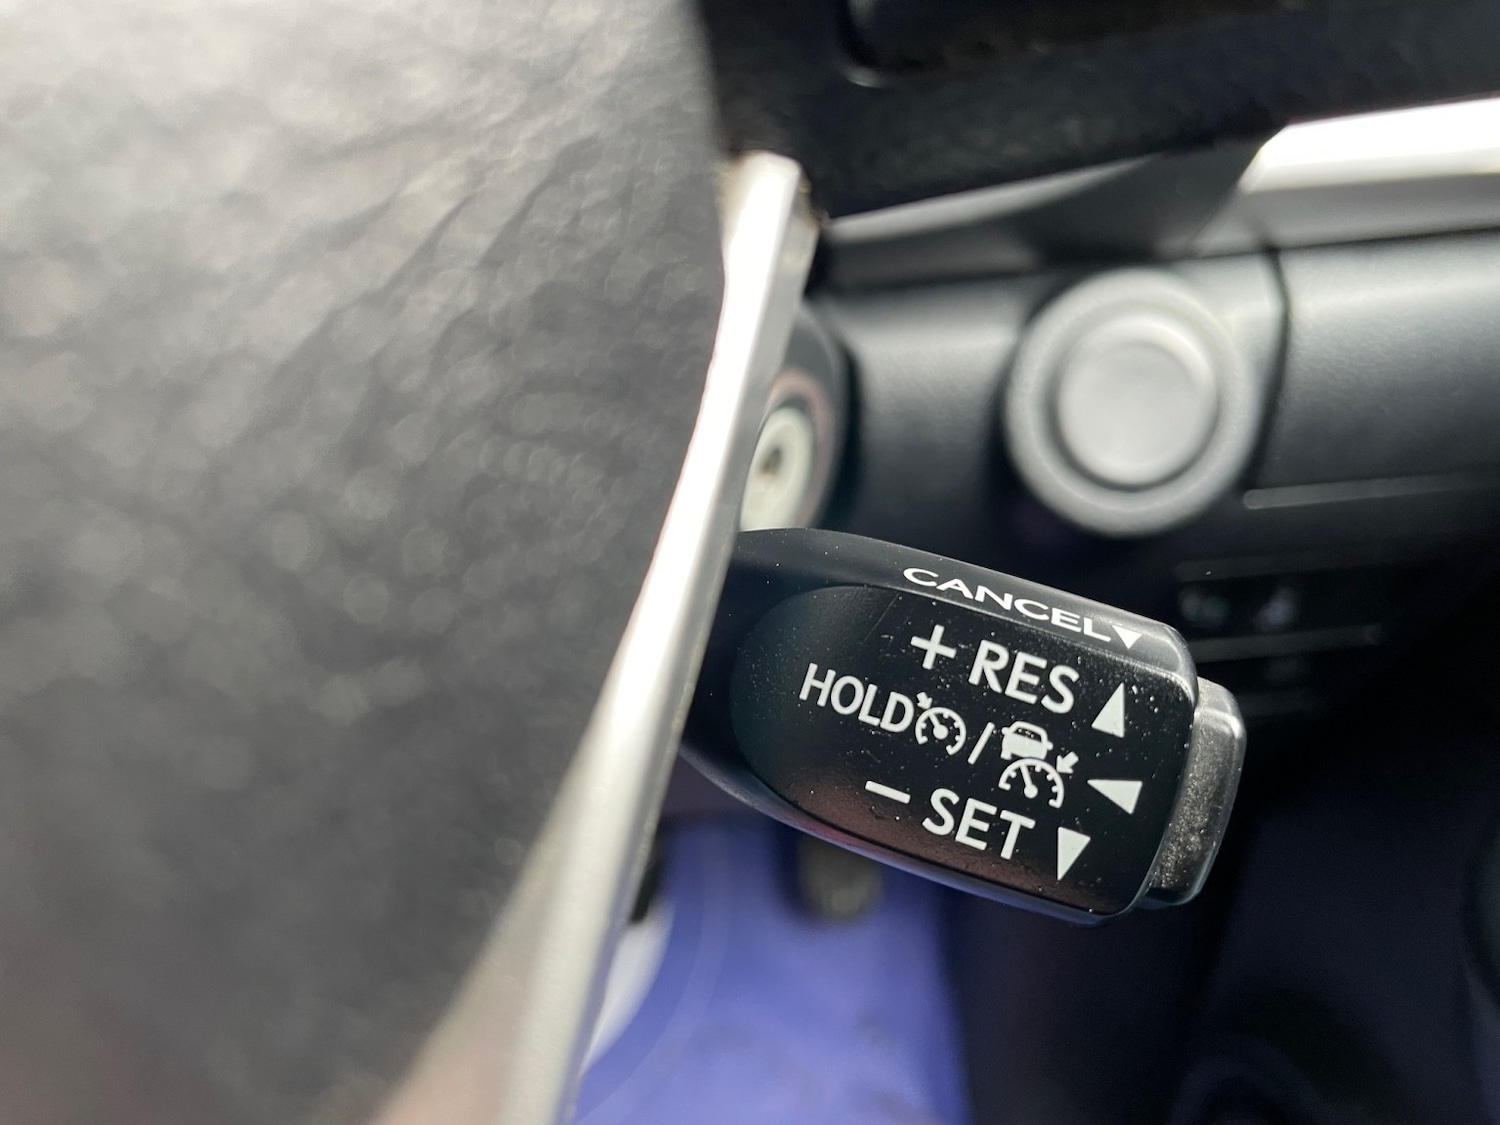 CANCEL
+ RES
HOLD /
− SET